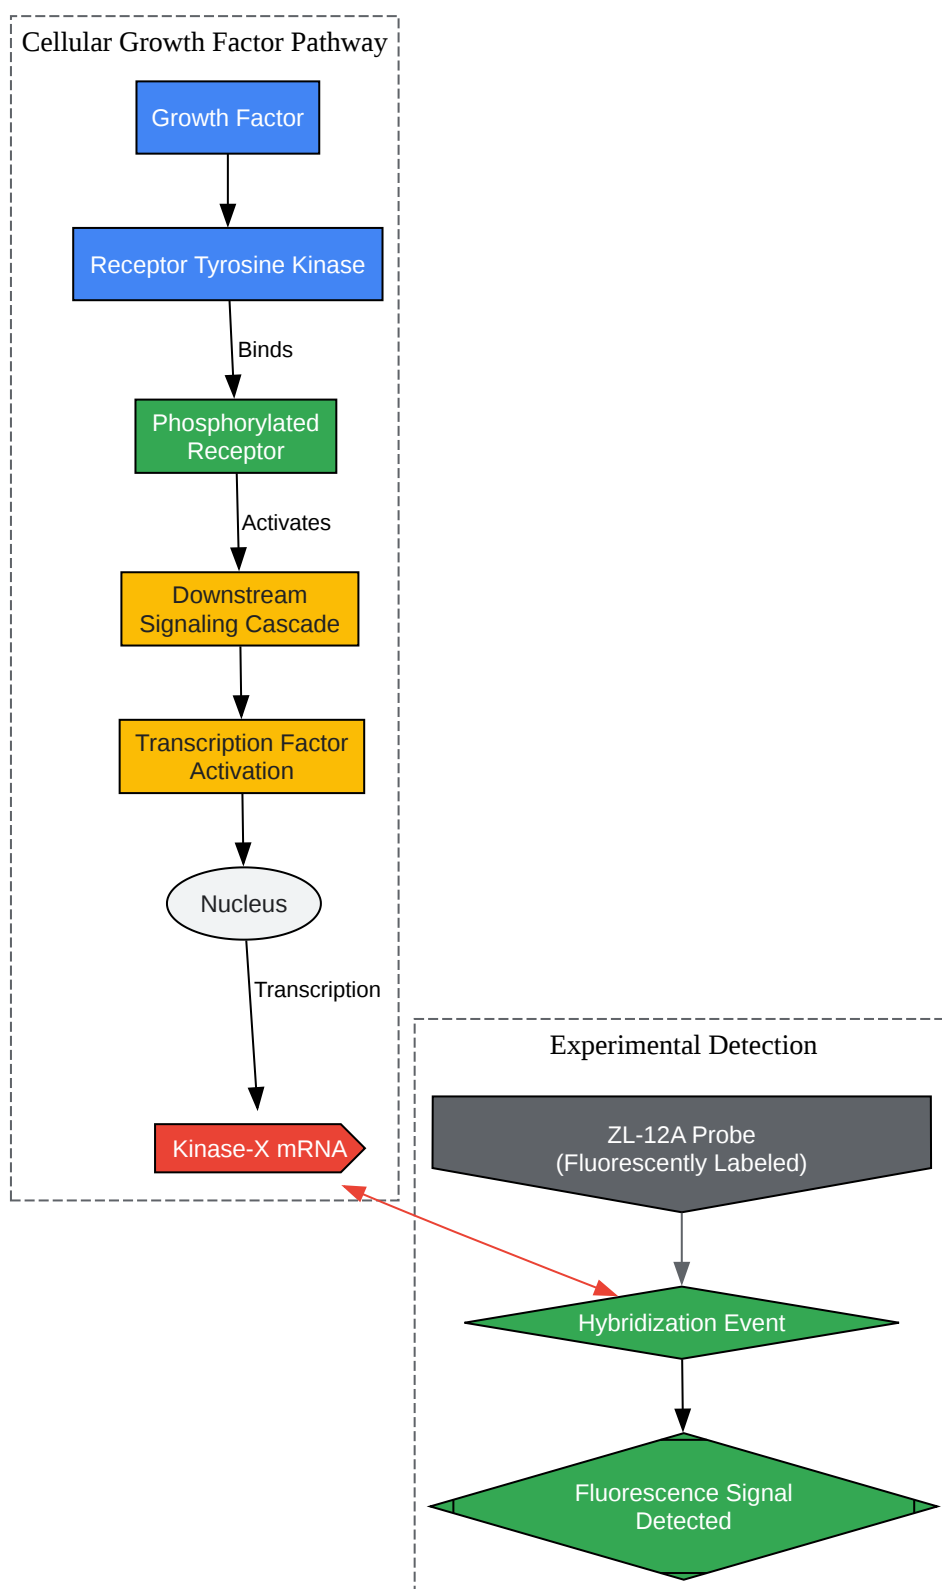 Cellular Growth Factor Pathway
Growth Factor
Receptor Tyrosine Kinase
Binds
Phosphorylated
Receptor
Activates
Downstream
Signaling Cascade
Transcription Factor
Activation
Nucleus
Transcription
Kinase-X mRNA
Experimental Detection
ZL-12A Probe
(Fluorescently Labeled)
Hybridization Event
Fluorescence Signal
Detected